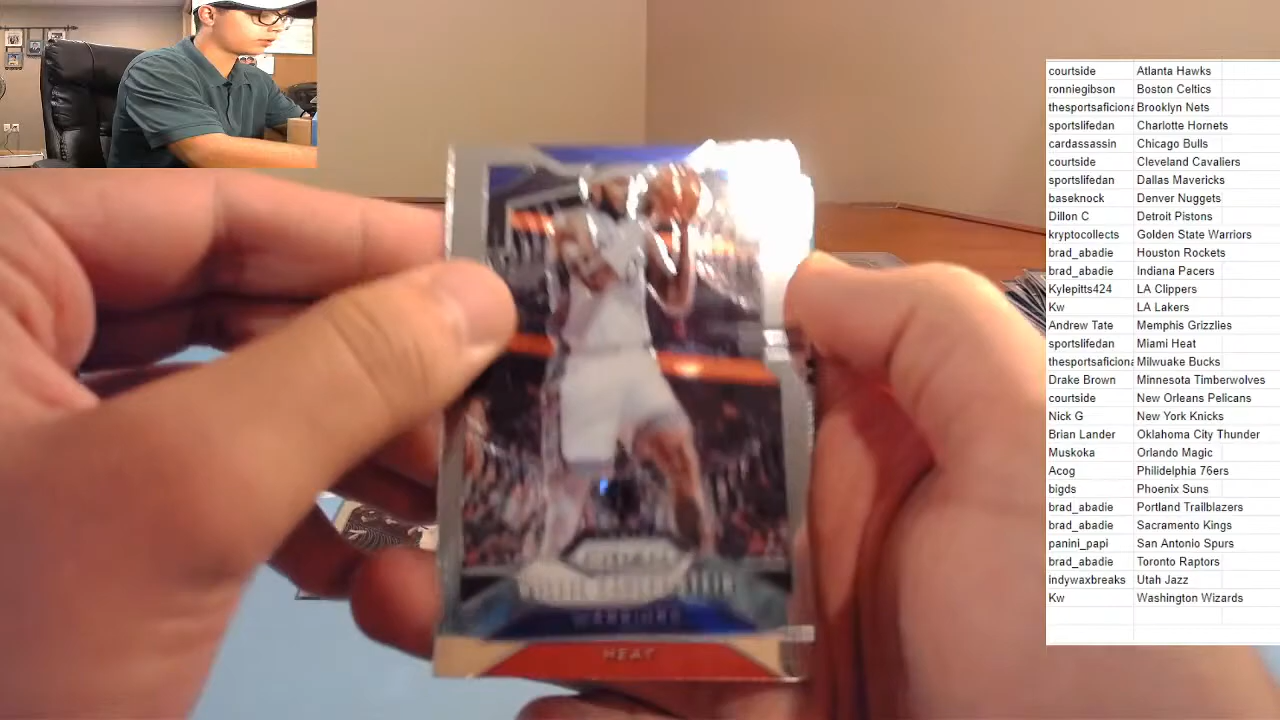 courtside Atlanta Hawks
ronniegibson Boston Celtics
thesportsaficiona Brooklyn Nets
sportslifedan Charlotte Hornets
cardassassin Chicago Bulls
courtside Cleveland Cavaliers
sportslifedan Dallas Mavericks
baseknock Denver Nuggets
Dillon C Detroit Pistons
kryptocollects Golden State Warriors
brad_abadie Houston Rockets
brad_abadie Indiana Pacers
Kylepitts424 LA Clippers
Kw LA Lakers
Andrew Tate Memphis Grizzlies
sportslifedan Miami Heat
thesportsaficiona Milwuake Bucks
Drake Brown Minnesota Timberwolves
courtside New Orleans Pelicans
Nick G New York Knicks
Brian Lander Oklahoma City Thunder
Muskoka Orlando Magic
Acog Philidelphia 76ers
bigds Phoenix Suns
brad_abadie Portland Trailblazers
brad_abadie Sacramento Kings
panini_papi San Antonio Spurs
brad_abadie Toronto Raptors
indywaxbreaks Utah Jazz
Kw Washington Wizards
PRIZM
WARRIORS
HEAT